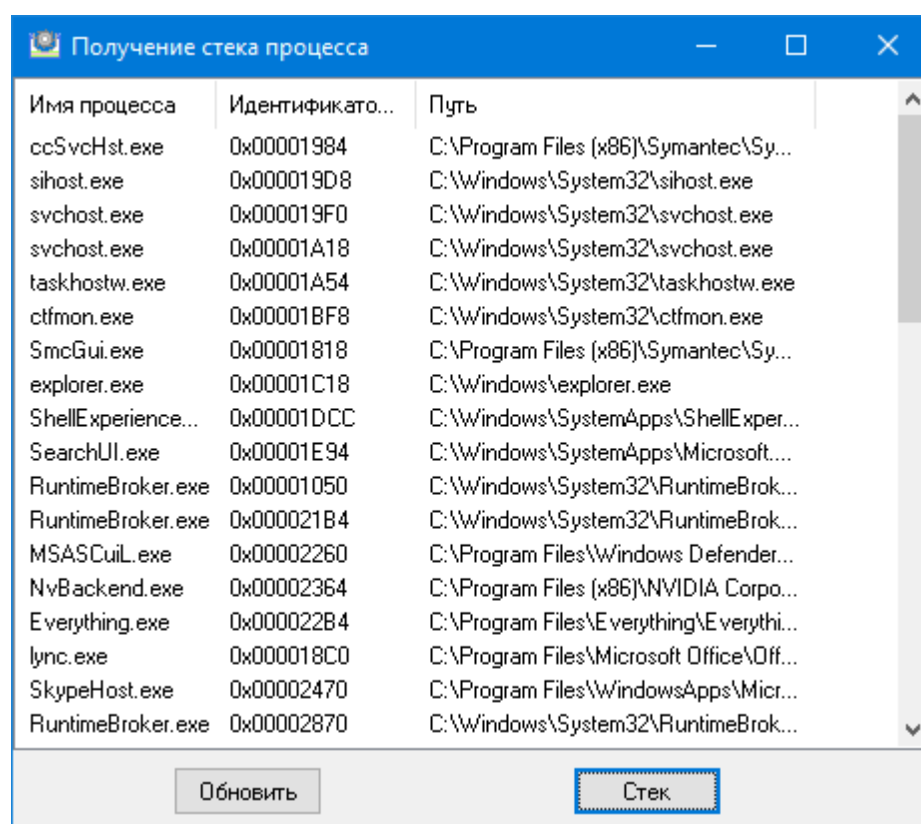 Получение стека процесса
Имя процесса Идентификато... Путь
ccSvcHst.exe 0x00001984 C:\Program Files (x86)\Symantec\Sy...
sihost.exe 0x000019D8 C:\Windows\System32\sihost.exe
svchost.exe 0x000019F0 C:\Windows\System32\svchost.exe
svchost.exe 0x00001A18 C:\Windows\System32\svchost.exe
taskhostw.exe 0x00001A54 C:\Windows\System32\taskhostw.exe
ctfmon.exe 0x00001BF8 C:\Windows\System32\ctfmon.exe
SmcGui.exe 0x00001818 C:\Program Files (x86)\Symantec\Sy...
explorer.exe 0x00001C18 C:\Windows\explorer.exe
ShellExperience... 0x00001DCC C:\Windows\SystemApps\ShellExper...
SearchUI.exe 0x00001E94 C:\Windows\SystemApps\Microsoft....
RuntimeBroker.exe 0x00001050 C:\Windows\System32\RuntimeBrok...
RuntimeBroker.exe 0x000021B4 C:\Windows\System32\RuntimeBrok...
MSASCuiL.exe 0x00002260 C:\Program Files\Windows Defender...
NvBackend.exe 0x00002364 C:\Program Files (x86)\NVIDIA Corpo...
Everything.exe 0x000022B4 C:\Program Files\Everything\Everythi...
lync.exe 0x000018C0 C:\Program Files\Microsoft Office\Off...
SkypeHost.exe 0x00002470 C:\Program Files\WindowsApps\Micr...
RuntimeBroker.exe 0x00002870 C:\Windows\System32\RuntimeBrok...
Обновить Стек